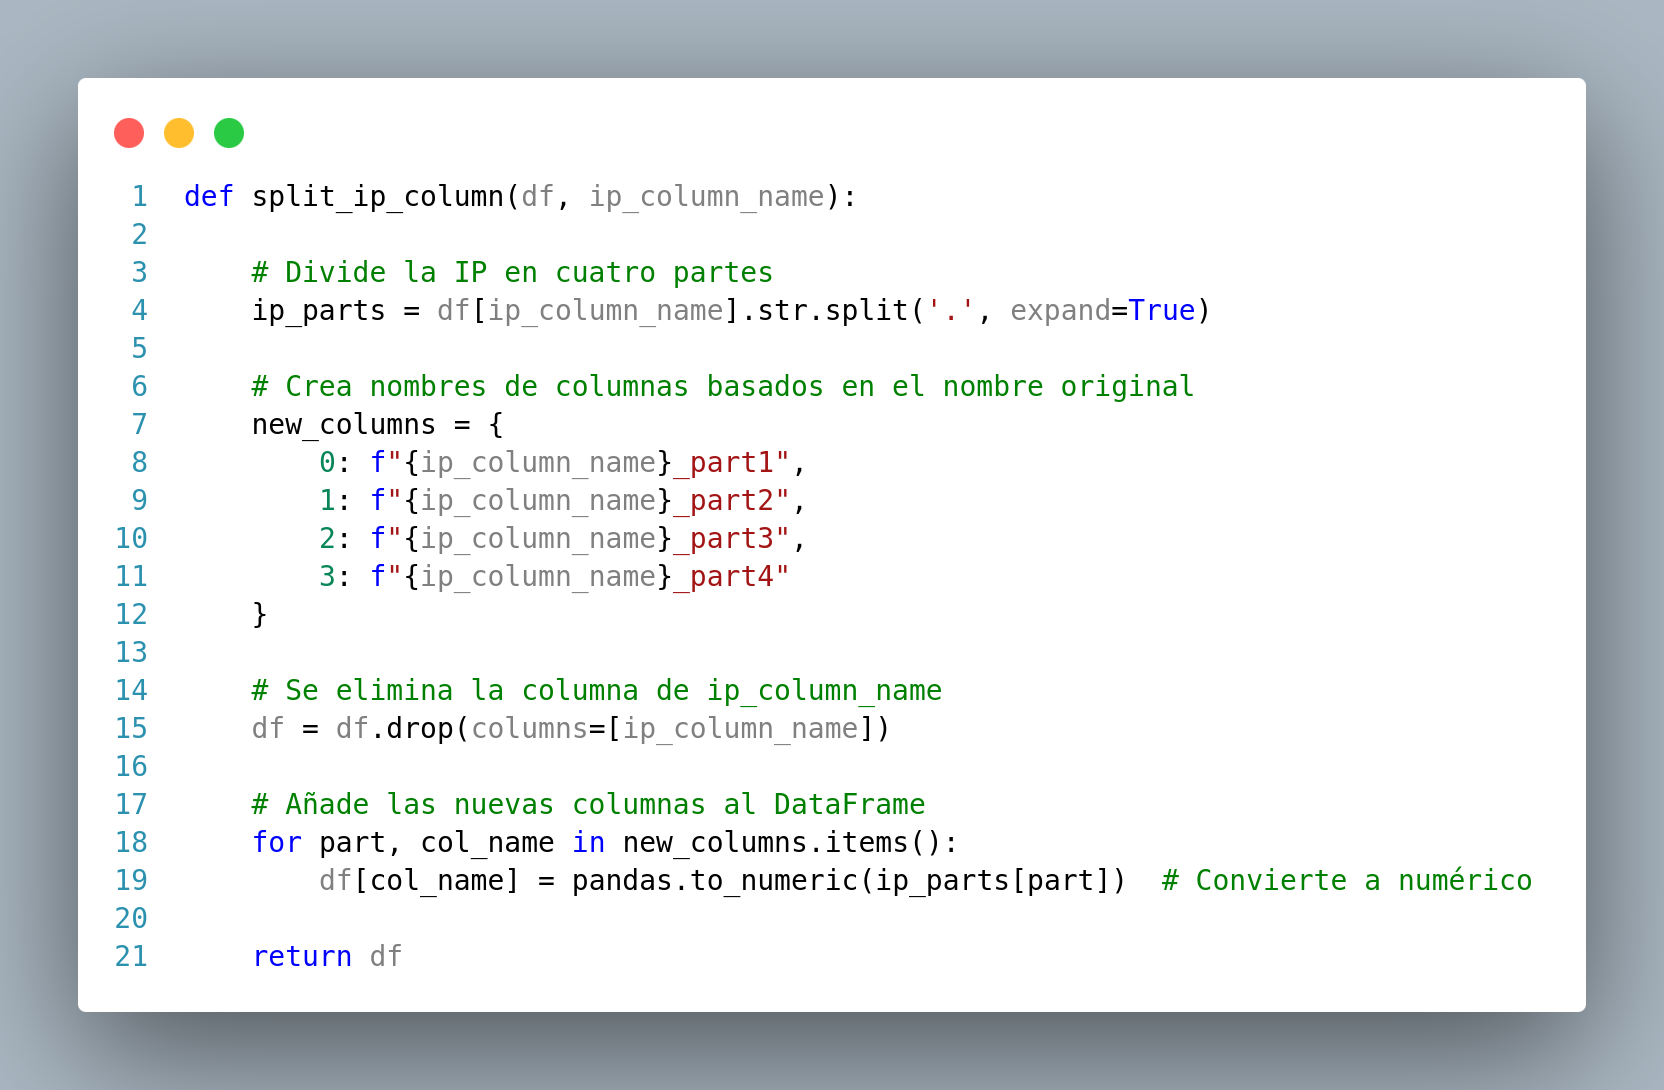 1 def split_ip_column(df, ip_column_name):
2
3     # Divide la IP en cuatro partes
4     ip_parts = df[ip_column_name].str.split('.', expand=True)
5
6     # Crea nombres de columnas basados en el nombre original
7     new_columns = {
8         0: f"{ip_column_name}_part1",
9         1: f"{ip_column_name}_part2",
10         2: f"{ip_column_name}_part3",
11         3: f"{ip_column_name}_part4"
12     }
13
14     # Se elimina la columna de ip_column_name
15     df = df.drop(columns=[ip_column_name])
16
17     # Añade las nuevas columnas al DataFrame
18     for part, col_name in new_columns.items():
19         df[col_name] = pandas.to_numeric(ip_parts[part])  # Convierte a numérico
20
21     return df